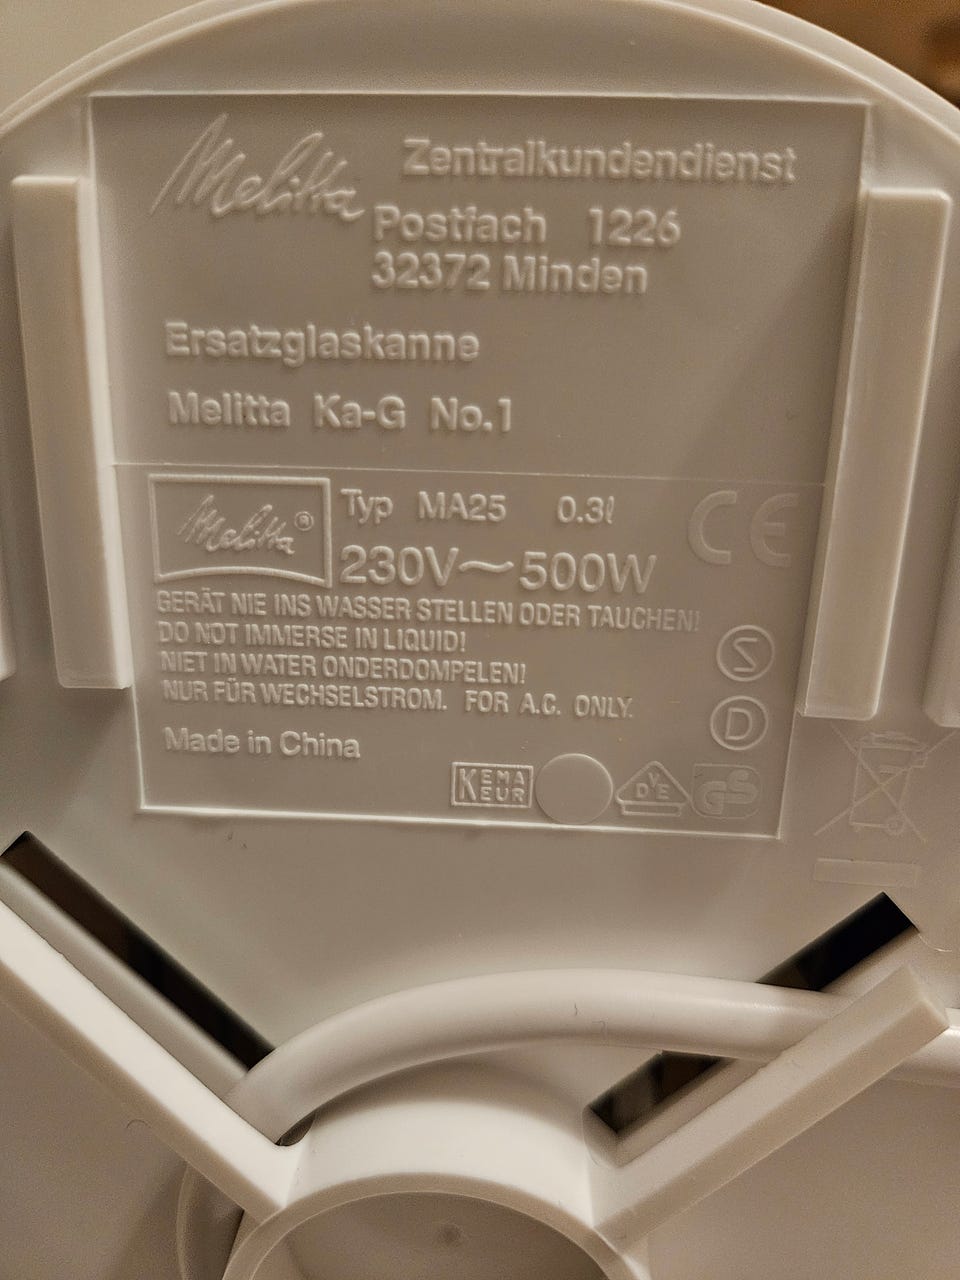 Melitta Zentralkundendienst
Postfach 1226
32372 Minden
Ersatzglaskanne
Melitta Ka-G No.1
Melitta® Typ MA25 0.3ℓ CE
230V~500W
GERÄT NIE INS WASSER STELLEN ODER TAUCHEN!
DO NOT IMMERSE IN LIQUID!
NIET IN WATER ONDERDOMPELEN!
NUR FÜR WECHSELSTROM. FOR A.C. ONLY.
S
D
Made in China
KEMA EUR
DVE
GS